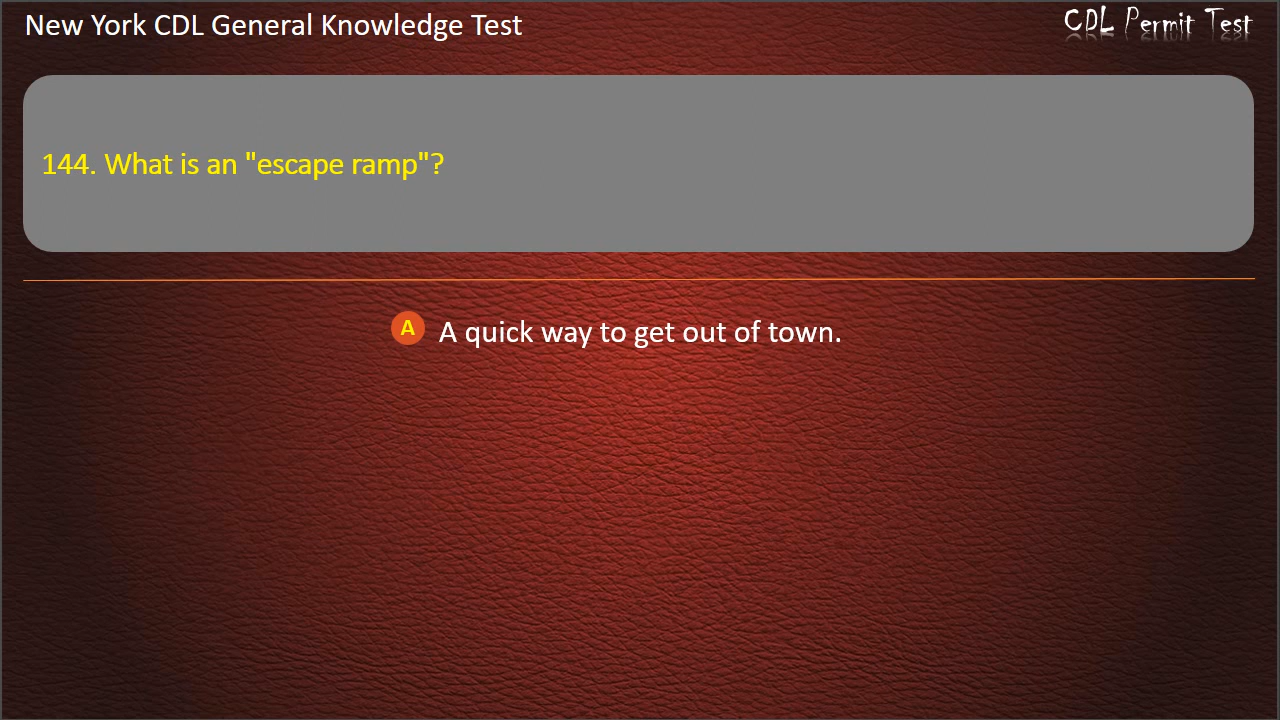 New York CDL General Knowledge Test
CDL Permit Test
144. What is an "escape ramp"?
A A quick way to get out of town.